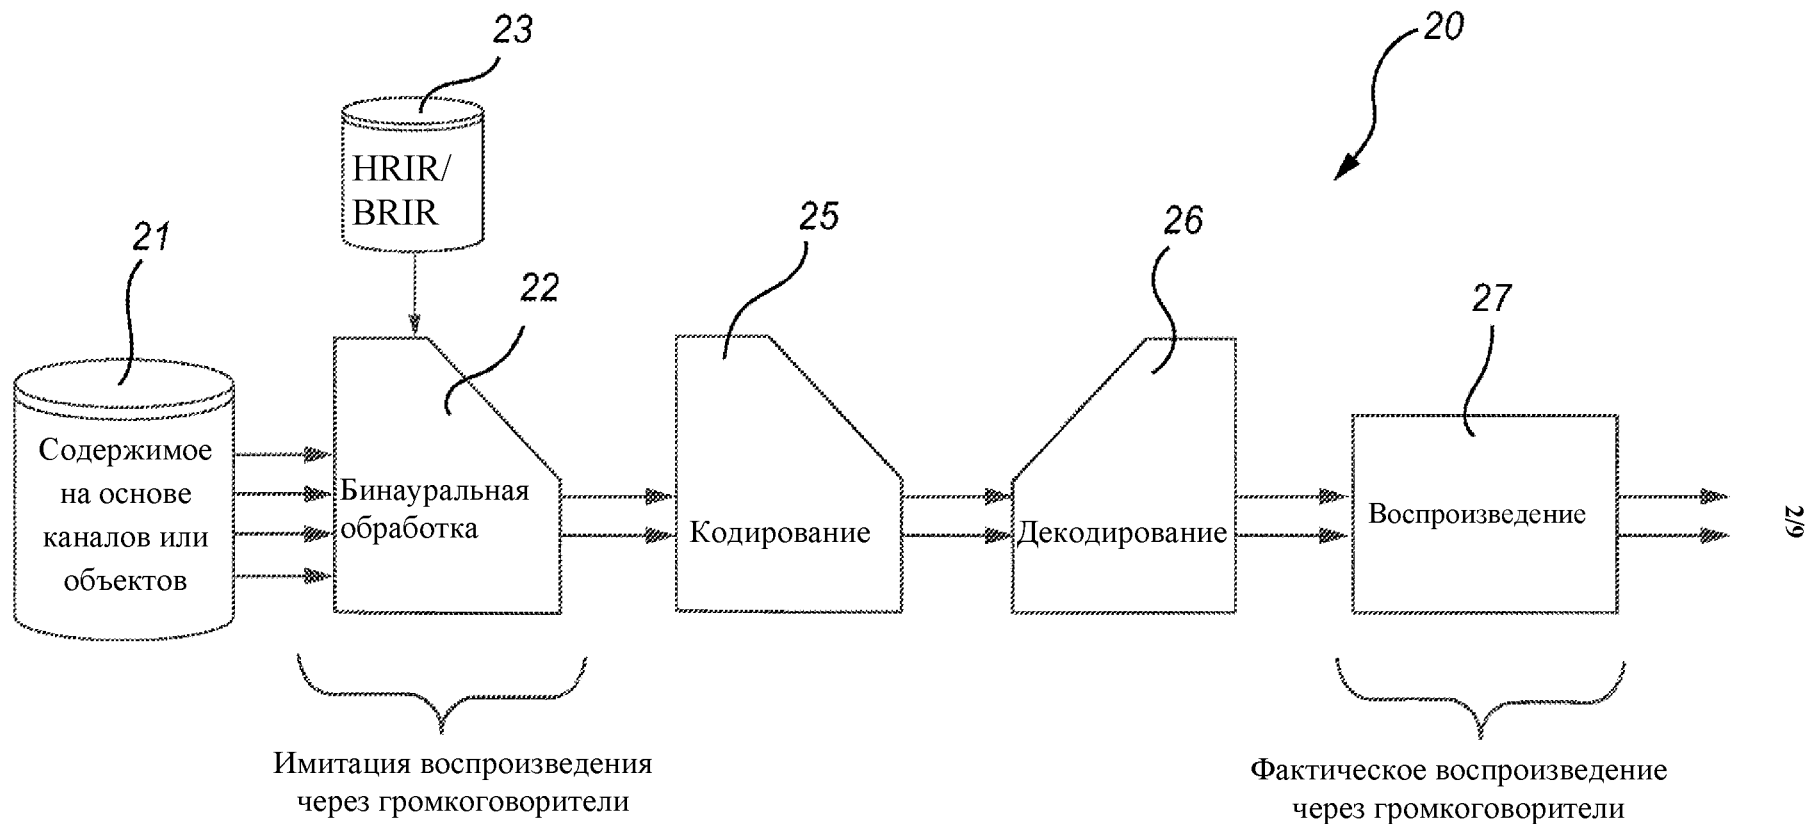 23
20
HRIR/
BRIR
21
25
26
22
27
Содержимое
на основе
каналов или
объектов
Бинауральная
обработка
Кодирование
Декодирование
Воспроизведение
2/9
Имитация воспроизведения
через громкоговорители
Фактическое воспроизведение
через громкоговорители